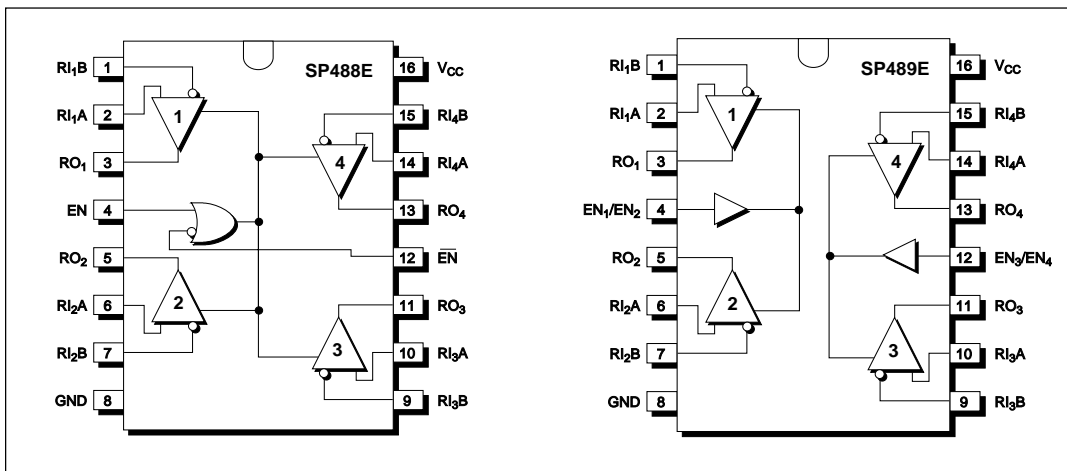 SP488E
RI₁B 1
RI₁A 2
RO₁ 3
EN 4
RO₂ 5
RI₂A 6
RI₂B 7
GND 8
16 V_CC
15 RI₄B
14 RI₄A
13 RO₄
12 E̅N̅
11 RO₃
10 RI₃A
9 RI₃B
1
2
3
4
SP489E
RI₁B 1
RI₁A 2
RO₁ 3
EN₁/EN₂ 4
RO₂ 5
RI₂A 6
RI₂B 7
GND 8
16 V_CC
15 RI₄B
14 RI₄A
13 RO₄
12 EN₃/EN₄
11 RO₃
10 RI₃A
9 RI₃B
1
2
3
4